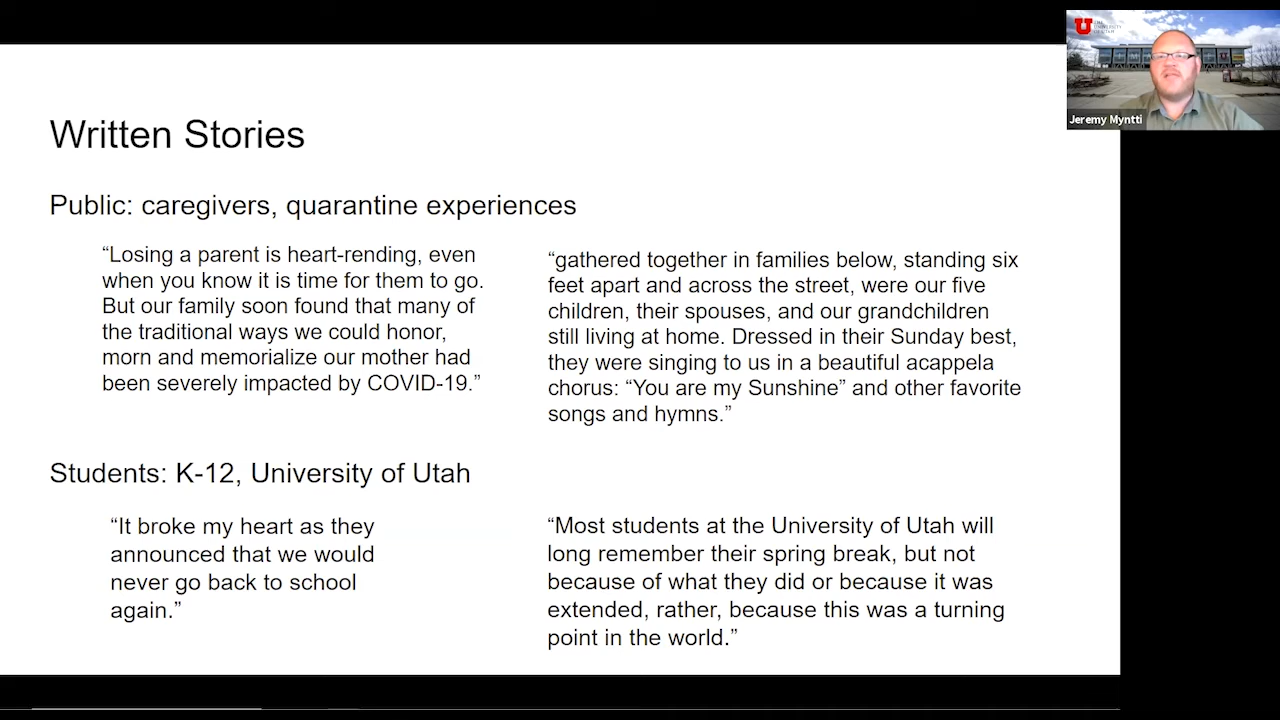 U THE
UNIVERSITY
OF UTAH
Jeremy Myntti
Written Stories
Public: caregivers, quarantine experiences
“Losing a parent is heart-rending, even
when you know it is time for them to go.
But our family soon found that many of
the traditional ways we could honor,
morn and memorialize our mother had
been severely impacted by COVID-19.”
“gathered together in families below, standing six
feet apart and across the street, were our five
children, their spouses, and our grandchildren
still living at home. Dressed in their Sunday best,
they were singing to us in a beautiful acappela
chorus: “You are my Sunshine” and other favorite
songs and hymns.”
Students: K-12, University of Utah
“It broke my heart as they
announced that we would
never go back to school
again.”
“Most students at the University of Utah will
long remember their spring break, but not
because of what they did or because it was
extended, rather, because this was a turning
point in the world.”